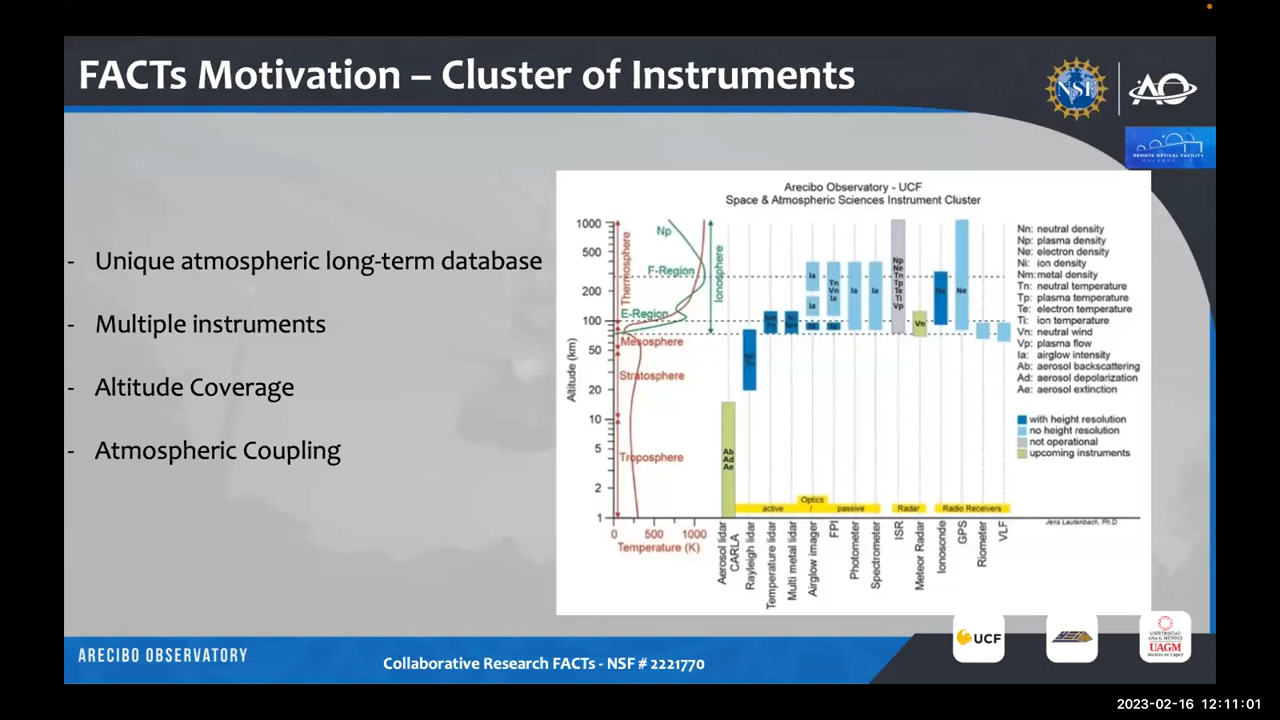 FACTs Motivation – Cluster of Instruments
NSF
AO
REMOTE OPTICAL FACILITY
- Unique atmospheric long-term database
- Multiple instruments
- Altitude Coverage
- Atmospheric Coupling
Arecibo Observatory - UCF
Space & Atmospheric Sciences Instrument Cluster
Altitude (km)
1000
500
200
100
50
20
10
5
2
1
Thermosphere
Mesosphere
Stratosphere
Troposphere
Np
F-Region
E-Region
Ionosphere
0 500 1000
Temperature (K)
Ab
Ad
Ae
Ia
Ia
Ia
Tn
Vn
Ia
Ia
Ia
Ia
Np
Ne
Tn
Tp
Te
Ti
Vp
Vn
Ne
Nn: neutral density
Np: plasma density
Ne: electron density
Ni: ion density
Nm: metal density
Tn: neutral temperature
Tp: plasma temperature
Te: electron temperature
Ti: ion temperature
Vn: neutral wind
Vp: plasma flow
Ia: airglow intensity
Ab: aerosol backscattering
Ad: aerosol depolarization
Ae: aerosol extinction
with height resolution
no height resolution
not operational
upcoming instruments
active
Optics
/
passive
Radar
Radio Receivers
Jens Lautenbach, Ph.D
Aerosol lidar
CARLA
Rayleigh lidar
Temperature lidar
Multi metal lidar
Airglow imager
FPI
Photometer
Spectrometer
ISR
Meteor Radar
Ionosonde
GPS
Riometer
VLF
ARECIBO OBSERVATORY
Collaborative Research FACTs - NSF # 2221770
UCF
UAGM
2023-02-16 12:11:01